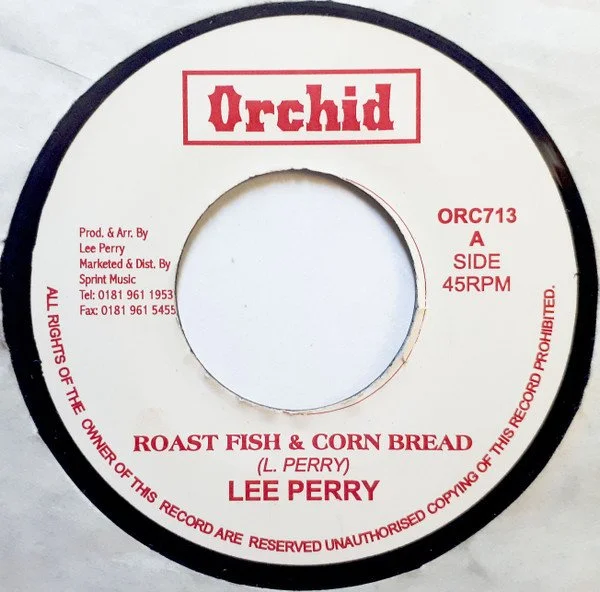 Orchid
Prod. & Arr. By
Lee Perry
Marketed & Dist. By
Sprint Music
Tel: 0181 961 1953
Fax: 0181 961 5455
ORC713
A
SIDE
45RPM
ROAST FISH & CORN BREAD
(L. PERRY)
LEE PERRY
ALL RIGHTS OF THE OWNER OF THIS RECORD ARE RESERVED UNAUTHORISED COPYING OF THIS RECORD PROHIBITED.